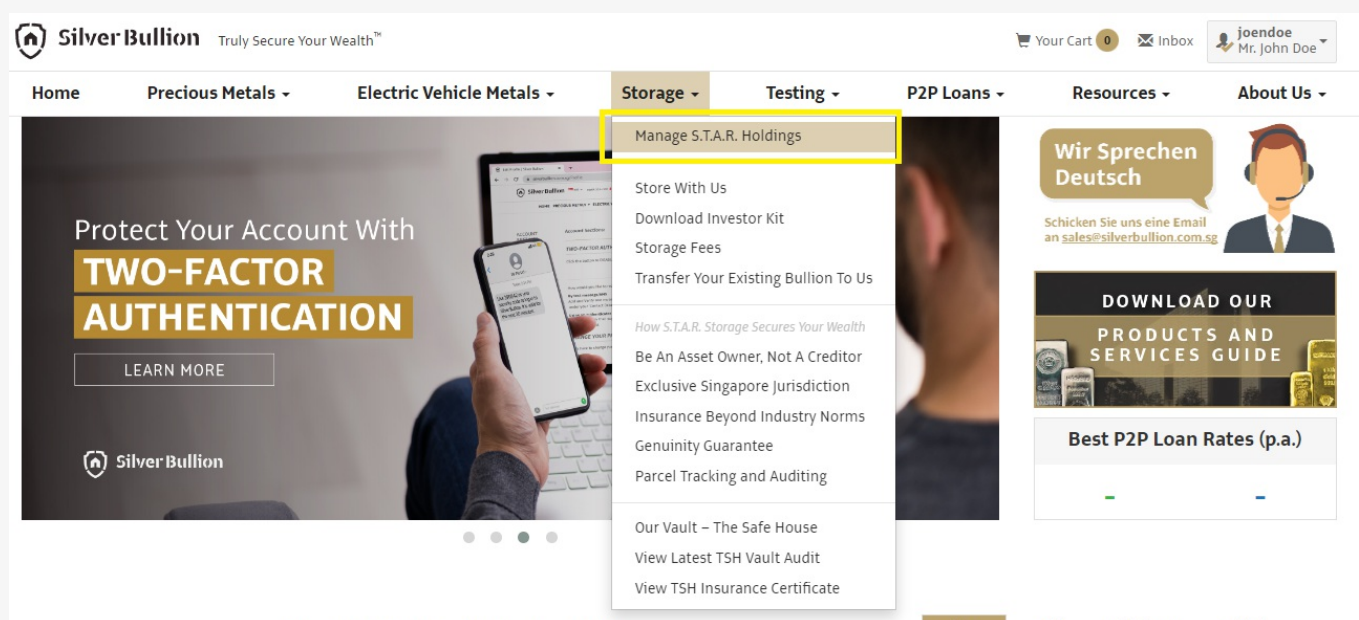 Silver Bullion Truly Secure Your Wealth™
Your Cart 0 Inbox joendoe
Mr. John Doe
Home Precious Metals Electric Vehicle Metals Storage Testing P2P Loans Resources About Us
Protect Your Account With
TWO-FACTOR
AUTHENTICATION
LEARN MORE
Silver Bullion
Manage S.T.A.R. Holdings
Store With Us
Download Investor Kit
Storage Fees
Transfer Your Existing Bullion To Us
How S.T.A.R. Storage Secures Your Wealth
Be An Asset Owner, Not A Creditor
Exclusive Singapore Jurisdiction
Insurance Beyond Industry Norms
Genuinity Guarantee
Parcel Tracking and Auditing
Our Vault – The Safe House
View Latest TSH Vault Audit
View TSH Insurance Certificate
Wir Sprechen
Deutsch
Schicken Sie uns eine Email
an sales@silverbullion.com.sg
DOWNLOAD OUR
PRODUCTS AND
SERVICES GUIDE
Best P2P Loan Rates (p.a.)
– –